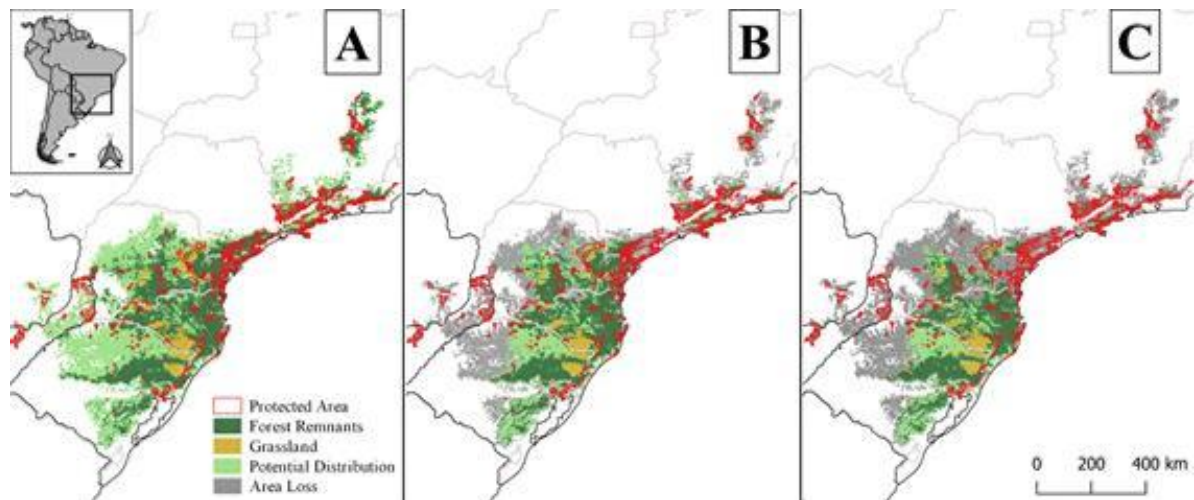 A
B
C
Protected Area
Forest Remnants
Grassland
Potential Distribution
Area Loss
0 200 400 km